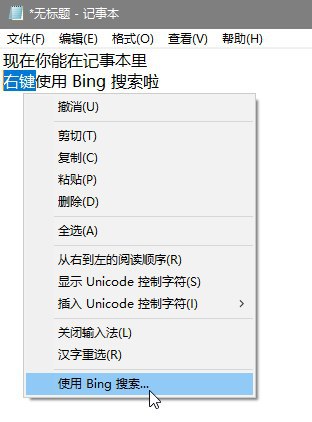 *无标题 - 记事本
文件(F) 编辑(E) 格式(O) 查看(V) 帮助(H)
现在你能在记事本里
右键使用 Bing 搜索啦
撤消(U)
剪切(T)
复制(C)
粘贴(P)
删除(D)
全选(A)
从右到左的阅读顺序(R)
显示 Unicode 控制字符(S)
插入 Unicode 控制字符(I)
关闭输入法(L)
汉字重选(R)
使用 Bing 搜索...